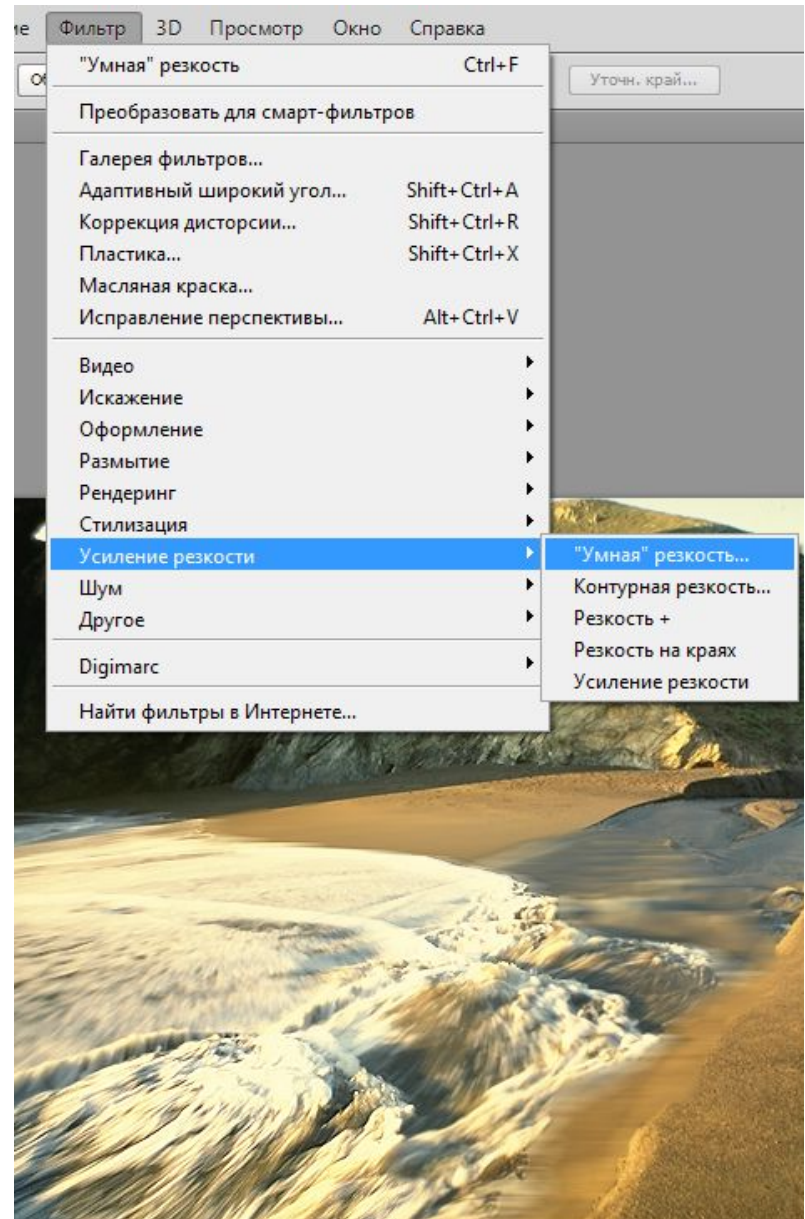 ие Фильтр 3D Просмотр Окно Справка
Об Уточн. край...
"Умная" резкость Ctrl+F
Преобразовать для смарт-фильтров
Галерея фильтров...
Адаптивный широкий угол... Shift+Ctrl+A
Коррекция дисторсии... Shift+Ctrl+R
Пластика... Shift+Ctrl+X
Масляная краска...
Исправление перспективы... Alt+Ctrl+V
Видео
Искажение
Оформление
Размытие
Рендеринг
Стилизация
Усиление резкости
Шум
Другое
Digimarc
Найти фильтры в Интернете...
"Умная" резкость...
Контурная резкость...
Резкость +
Резкость на краях
Усиление резкости